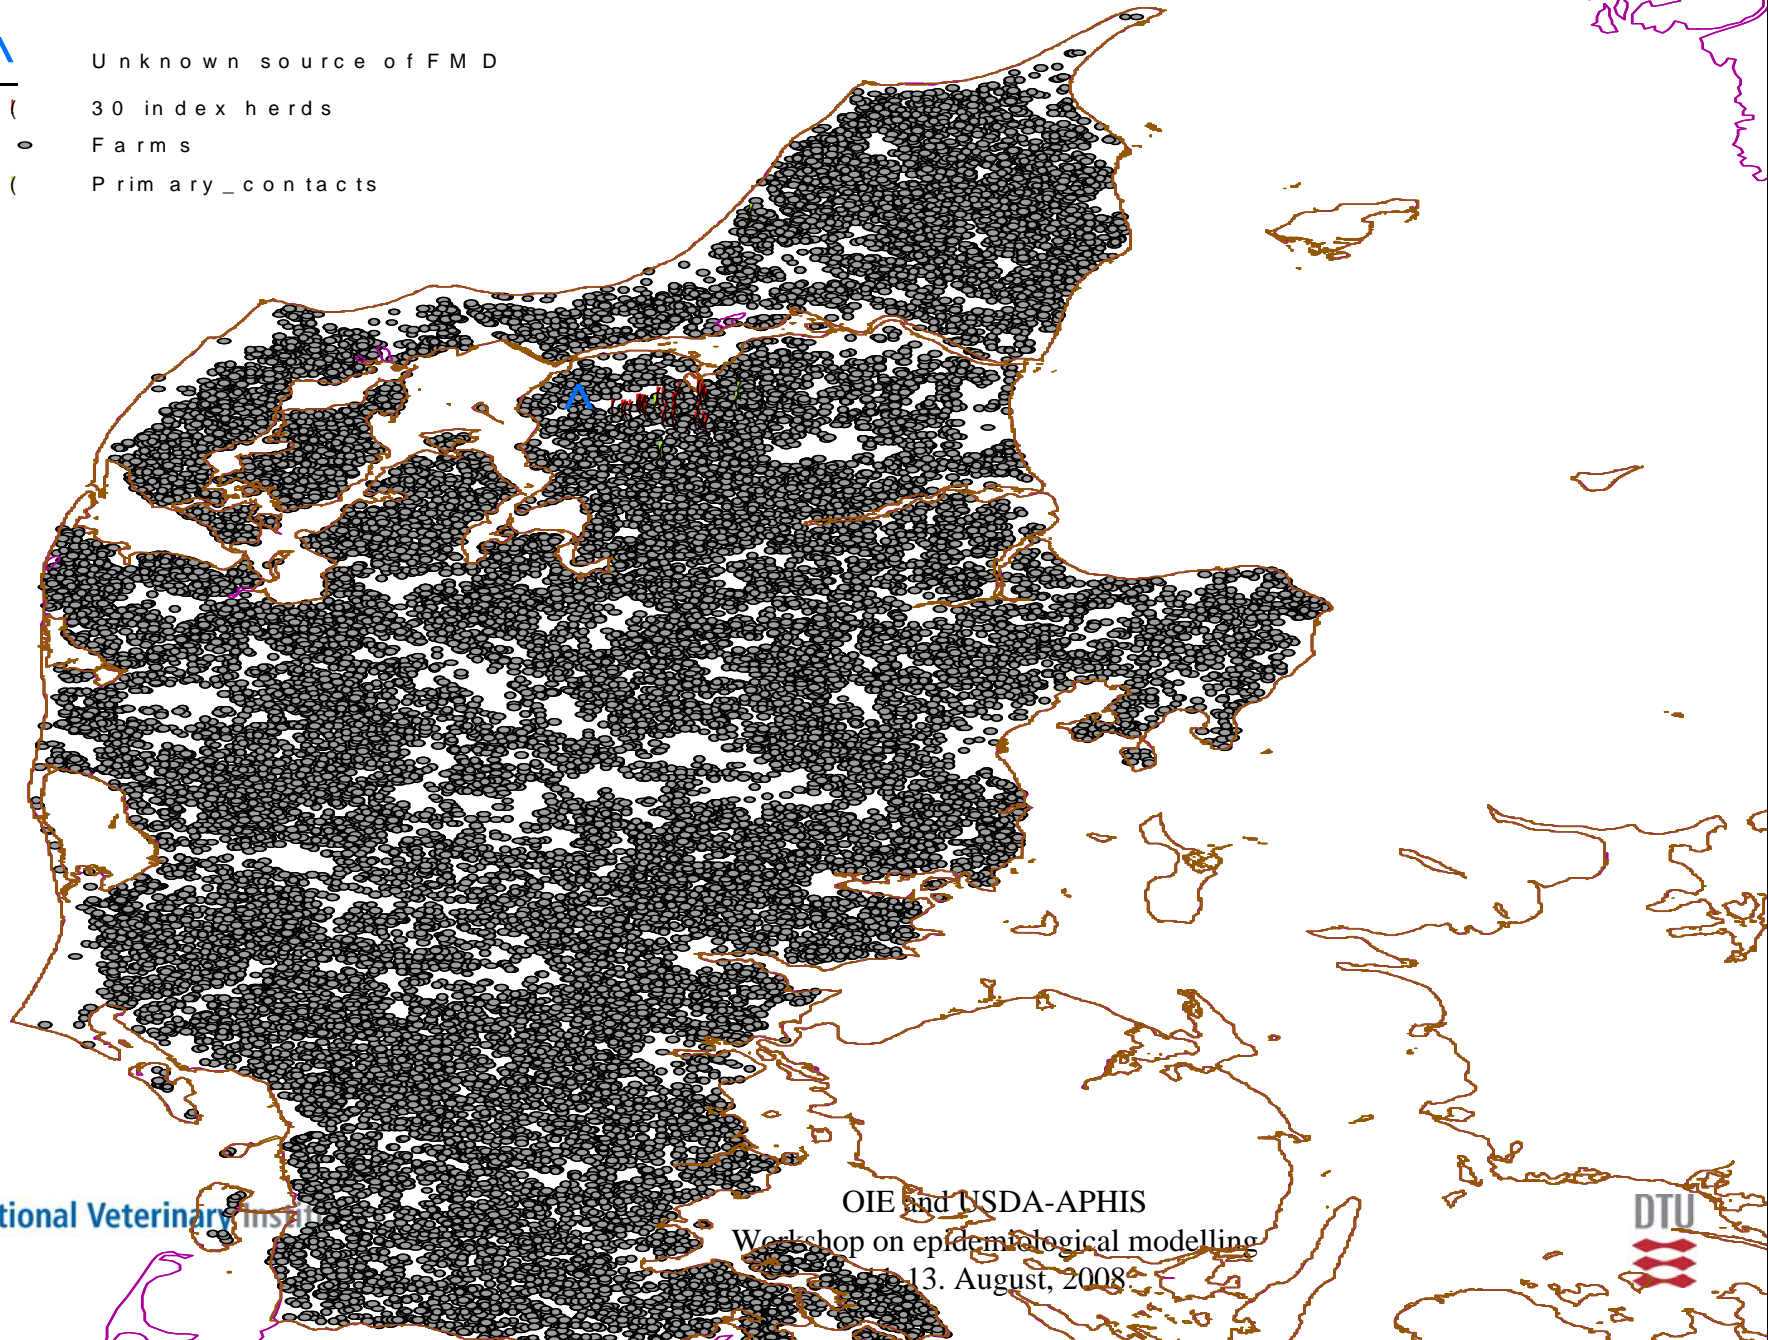 Unknown source of FMD
30 index herds
Farms
Primary_contacts
tional Veterinary Instit
OIE and USDA-APHIS
Workshop on epidemiological modelling
13. August, 2008.
DTU